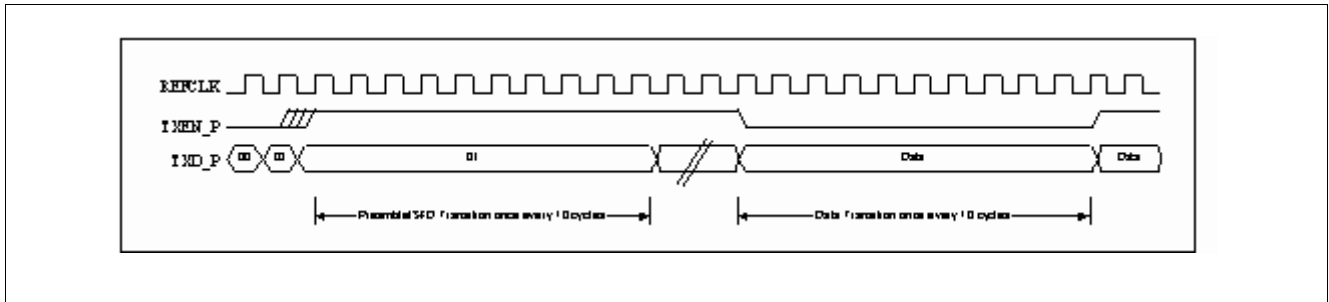 REFCLK
TXEN_P
TXD_P 00 00 01 Data Data
Preamble/SFD Transition once every 10 cycles Data Transition once every 10 cycles